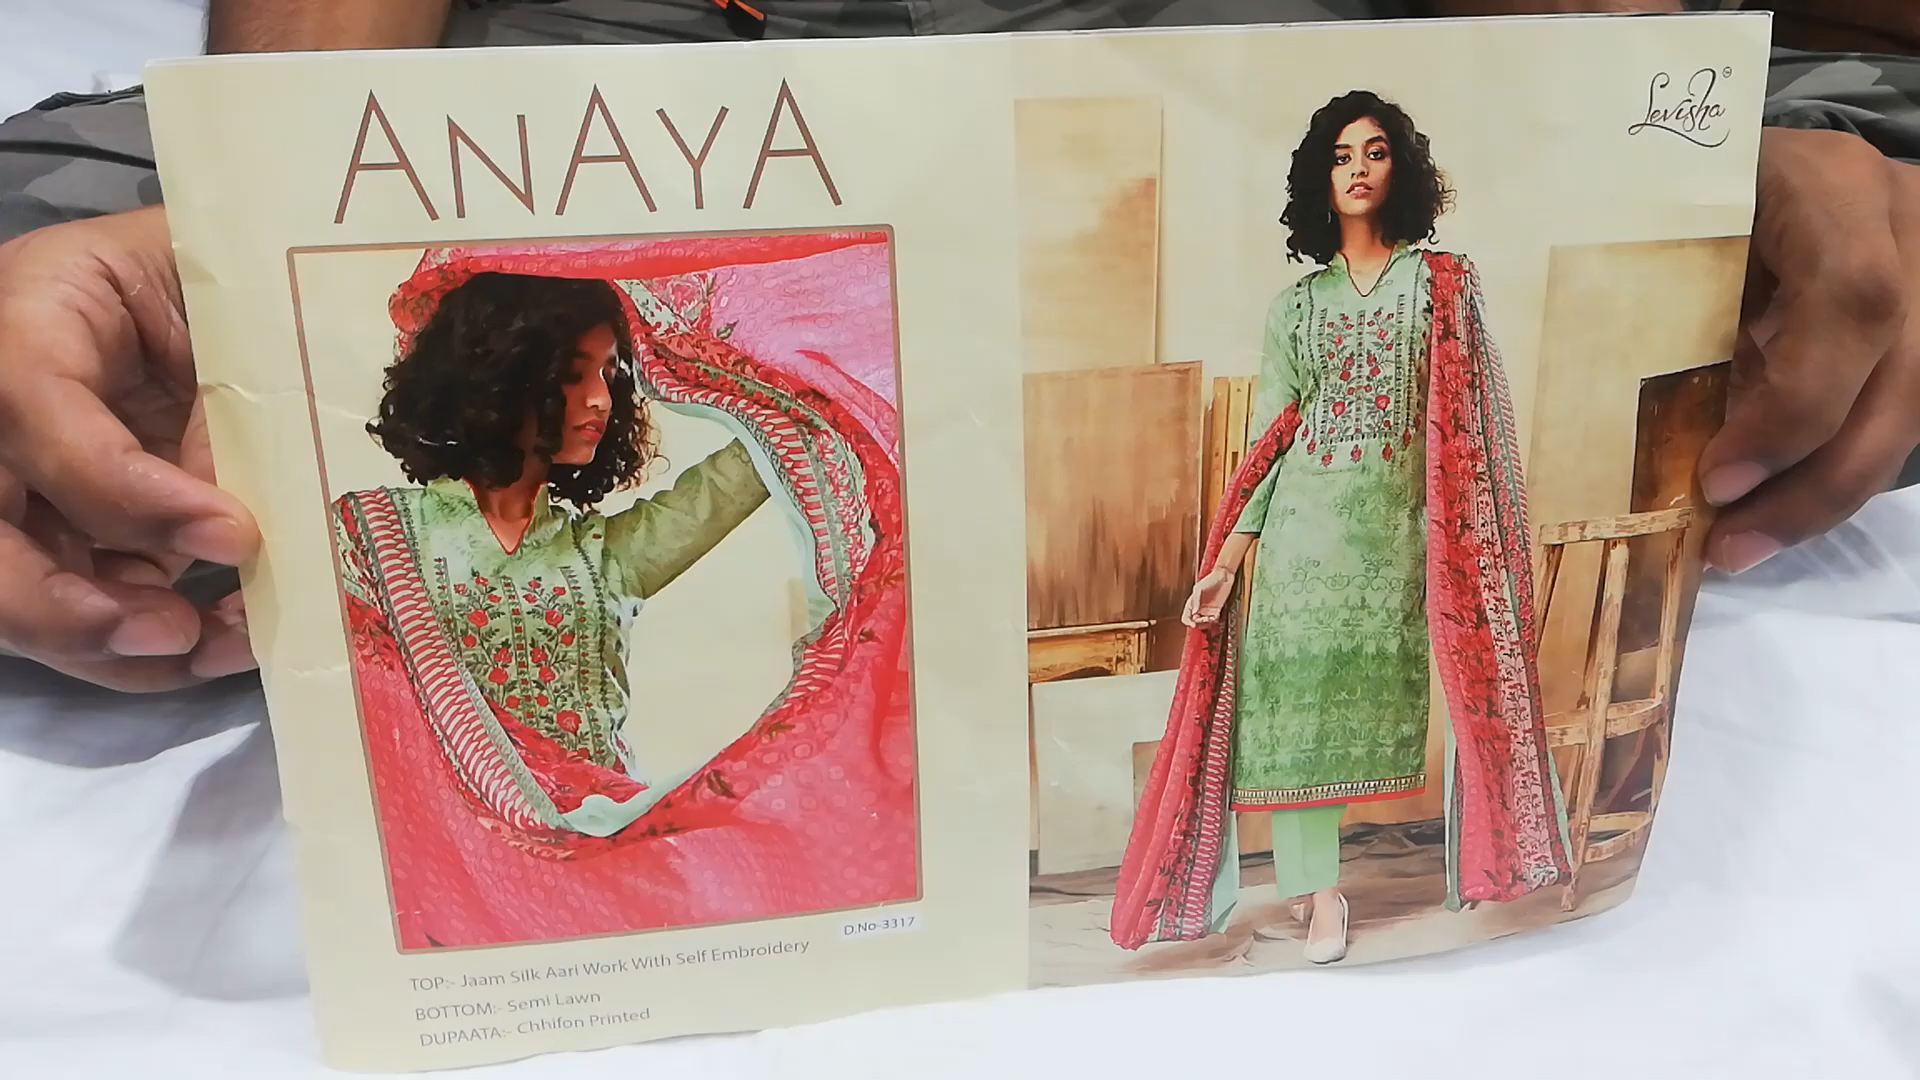 ANAYA
Levisha
D.No-3317
TOP:- Jaam Silk Aari Work With Self Embroidery
BOTTOM:- Semi Lawn
DUPAATA:- Chhifon Printed